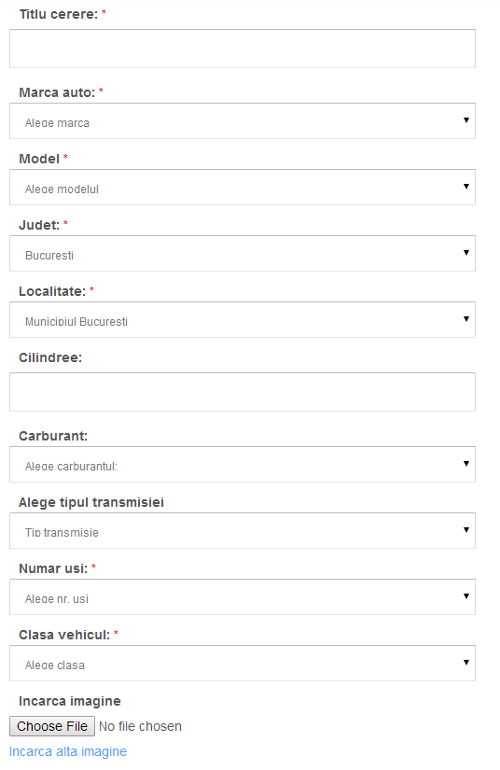 Titlu cerere: *
Marca auto: *
Alege marca
Model *
Alege modelul
Judet: *
Bucuresti
Localitate: *
Municipiul Bucuresti
Cilindree:
Carburant:
Alege carburantul:
Alege tipul transmisiei
Tip transmisie
Numar usi: *
Alege nr. usi
Clasa vehicul: *
Alege clasa
Incarca imagine
Choose File No file chosen
Incarca alta imagine